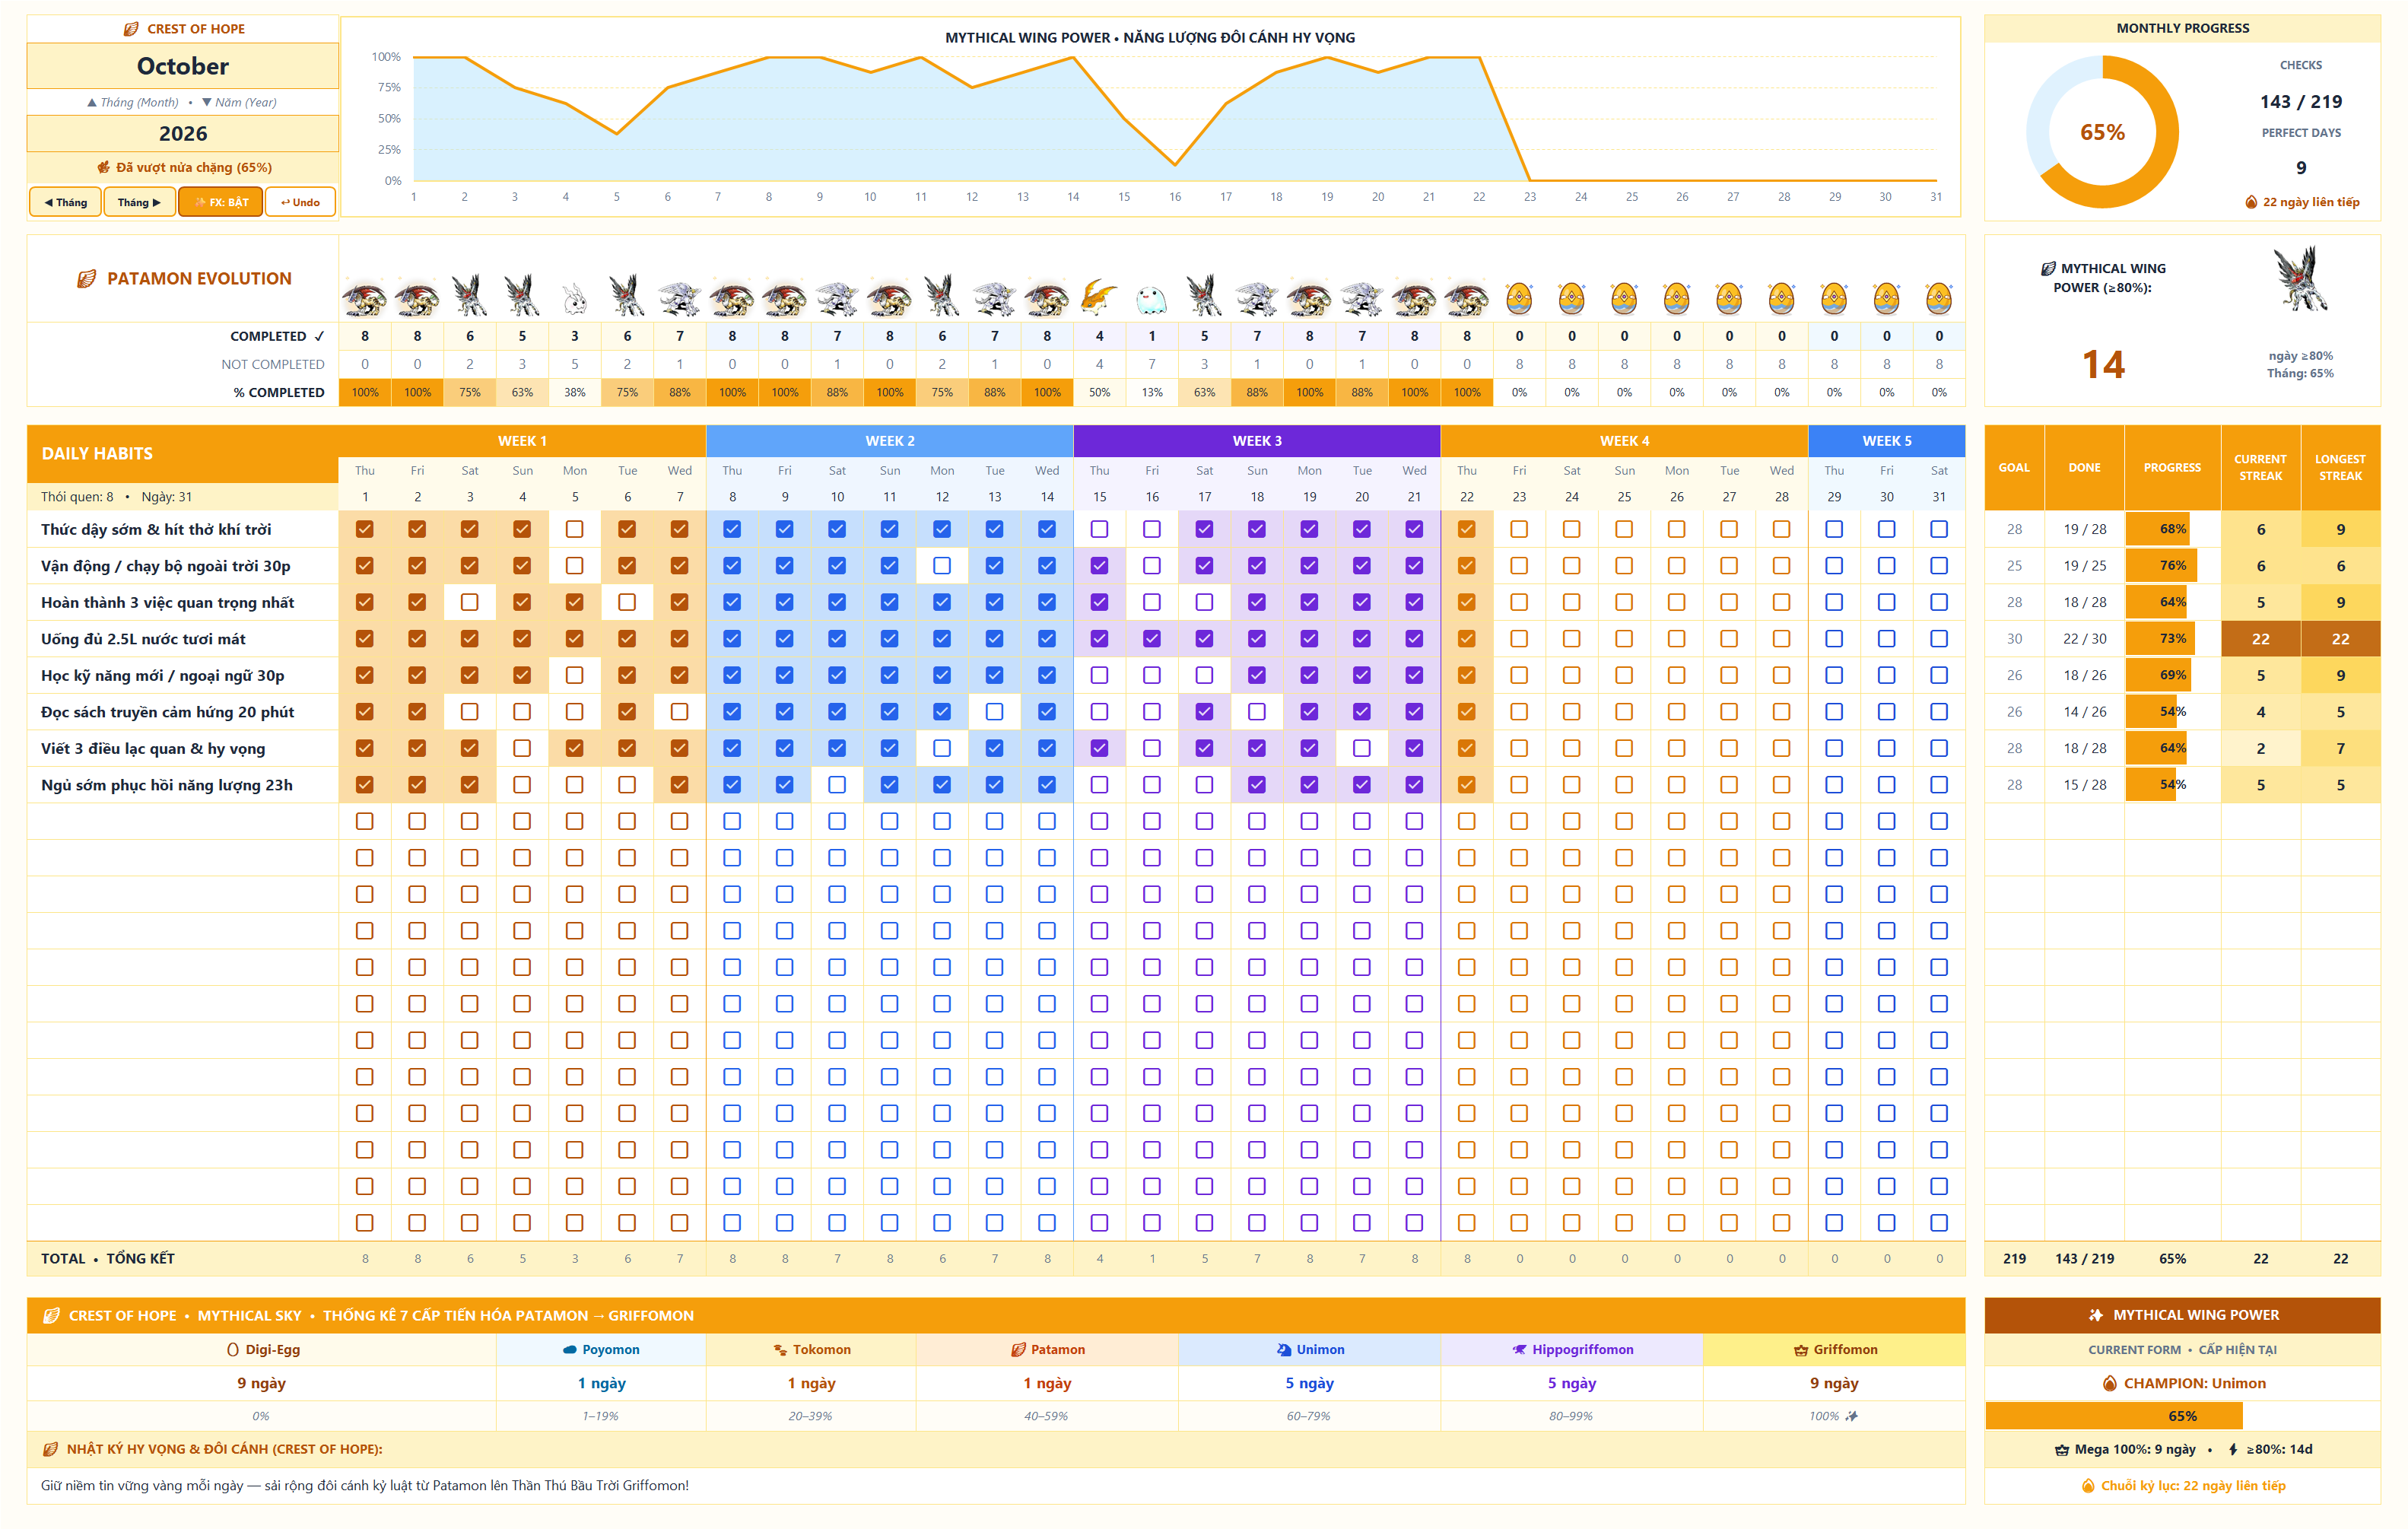 CREST OF HOPE
October
▲ Tháng (Month) • ▼ Năm (Year)
2026
Đã vượt nửa chặng (65%)
◀ Tháng Tháng ▶ FX: BẬT ↩ Undo
MYTHICAL WING POWER • NĂNG LƯỢNG ĐÔI CÁNH HY VỌNG
100%
75%
50%
25%
0%
1 2 3 4 5 6 7 8 9 10 11 12 13 14 15 16 17 18 19 20 21 22 23 24 25 26 27 28 29 30 31
MONTHLY PROGRESS
65%
CHECKS
143 / 219
PERFECT DAYS
9
22 ngày liên tiếp
PATAMON EVOLUTION
COMPLETED ✓ 8 8 6 5 3 6 7 8 8 7 8 6 7 8 4 1 5 7 8 7 8 8 0 0 0 0 0 0 0 0 0
NOT COMPLETED 0 0 2 3 5 2 1 0 0 1 0 2 1 0 4 7 3 1 0 1 0 0 8 8 8 8 8 8 8 8 8
% COMPLETED 100% 100% 75% 63% 38% 75% 88% 100% 100% 88% 100% 75% 88% 100% 50% 13% 63% 88% 100% 88% 100% 100% 0% 0% 0% 0% 0% 0% 0% 0% 0%
MYTHICAL WING
POWER (≥80%):
14
ngày ≥80%
Tháng: 65%
DAILY HABITS WEEK 1 WEEK 2 WEEK 3 WEEK 4 WEEK 5
Thu Fri Sat Sun Mon Tue Wed Thu Fri Sat Sun Mon Tue Wed Thu Fri Sat Sun Mon Tue Wed Thu Fri Sat Sun Mon Tue Wed Thu Fri Sat
Thói quen: 8 • Ngày: 31 1 2 3 4 5 6 7 8 9 10 11 12 13 14 15 16 17 18 19 20 21 22 23 24 25 26 27 28 29 30 31
GOAL DONE PROGRESS CURRENT STREAK LONGEST STREAK
Thức dậy sớm & hít thở khí trời 28 19 / 28 68% 6 9
Vận động / chạy bộ ngoài trời 30p 25 19 / 25 76% 6 6
Hoàn thành 3 việc quan trọng nhất 28 18 / 28 64% 5 9
Uống đủ 2.5L nước tươi mát 30 22 / 30 73% 22 22
Học kỹ năng mới / ngoại ngữ 30p 26 18 / 26 69% 5 9
Đọc sách truyền cảm hứng 20 phút 26 14 / 26 54% 4 5
Viết 3 điều lạc quan & hy vọng 28 18 / 28 64% 2 7
Ngủ sớm phục hồi năng lượng 23h 28 15 / 28 54% 5 5
TOTAL • TỔNG KẾT 8 8 6 5 3 6 7 8 8 7 8 6 7 8 4 1 5 7 8 7 8 8 0 0 0 0 0 0 0 0 0 219 143 / 219 65% 22 22
CREST OF HOPE • MYTHICAL SKY • THỐNG KÊ 7 CẤP TIẾN HÓA PATAMON → GRIFFOMON
Digi-Egg Poyomon Tokomon Patamon Unimon Hippogriffomon Griffomon
9 ngày 1 ngày 1 ngày 1 ngày 5 ngày 5 ngày 9 ngày
0% 1–19% 20–39% 40–59% 60–79% 80–99% 100%
NHẬT KÝ HY VỌNG & ĐÔI CÁNH (CREST OF HOPE):
Giữ niềm tin vững vàng mỗi ngày — sải rộng đôi cánh kỷ luật từ Patamon lên Thần Thú Bầu Trời Griffomon!
MYTHICAL WING POWER
CURRENT FORM • CẤP HIỆN TẠI
CHAMPION: Unimon
65%
Mega 100%: 9 ngày • ≥80%: 14d
Chuỗi kỷ lục: 22 ngày liên tiếp